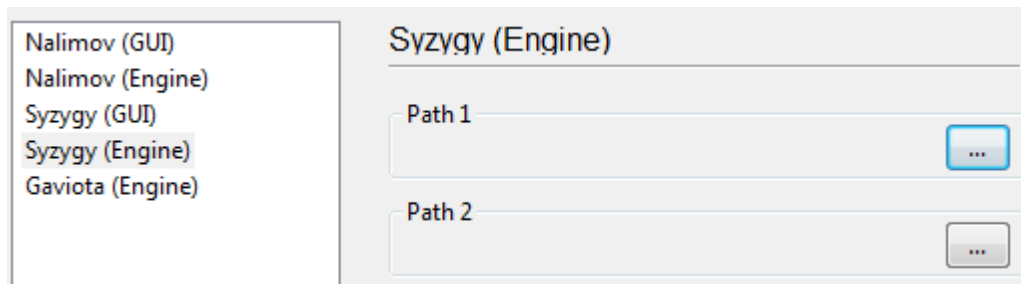 Nalimov (GUI)
Nalimov (Engine)
Syzygy (GUI)
Syzygy (Engine)
Gaviota (Engine)
Syzygy (Engine)
Path 1
...
Path 2
...